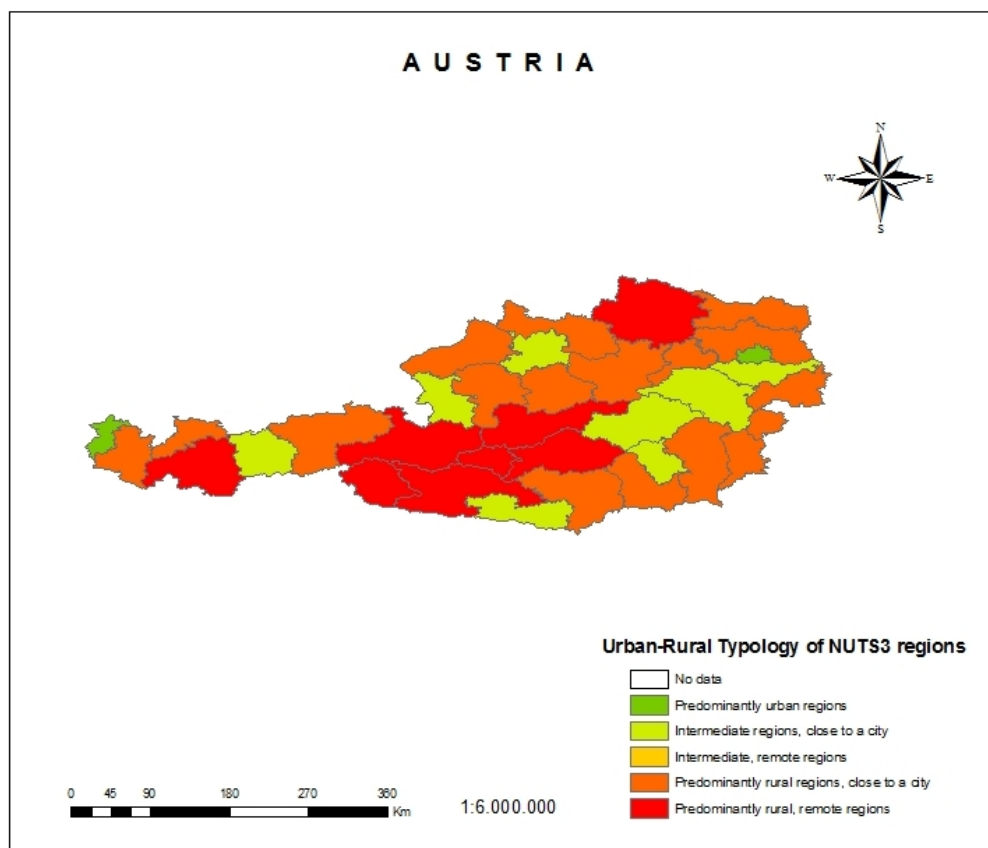 A U S T R I A
N
W E
S
Urban-Rural Typology of NUTS3 regions
No data
Predominantly urban regions
Intermediate regions, close to a city
Intermediate, remote regions
Predominantly rural regions, close to a city
Predominantly rural, remote regions
0 45 90 180 270 360
Km
1:6.000.000